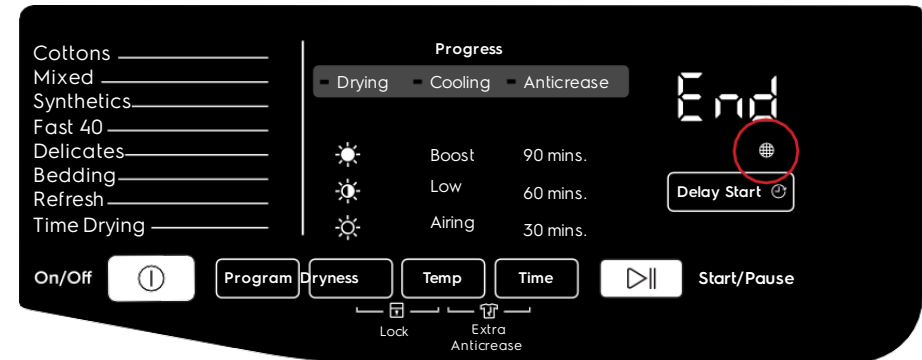 Cottons
Mixed
Synthetics
Fast 40
Delicates
Bedding
Refresh
Time Drying
Progress
Drying Cooling Anticrease
Boost 90 mins.
Low 60 mins.
Airing 30 mins.
End
Delay Start
On/Off Program Dryness Temp Time Start/Pause
Lock Extra
Anticrease